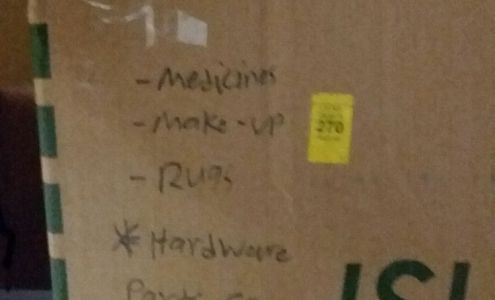 - Medicines
- Make-up
270
- Rugs
* Hardware